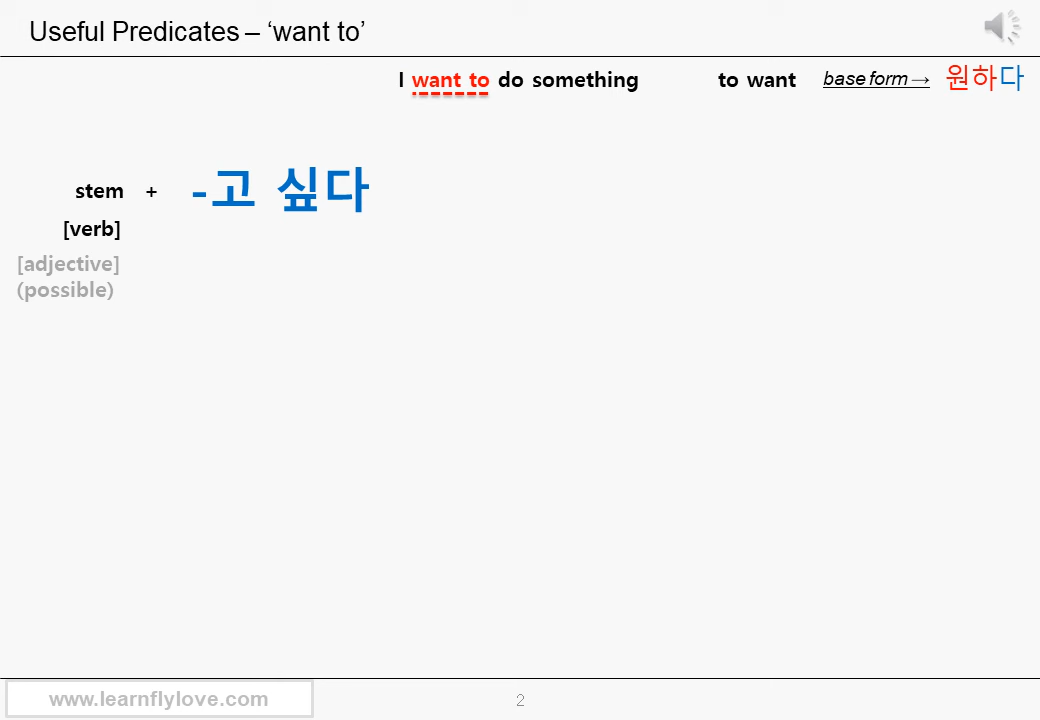 Useful Predicates – ‘want to’
I want to do something to want base form → 원하다
stem + -고 싶다
[verb]
[adjective]
(possible)
www.learnflylove.com 2